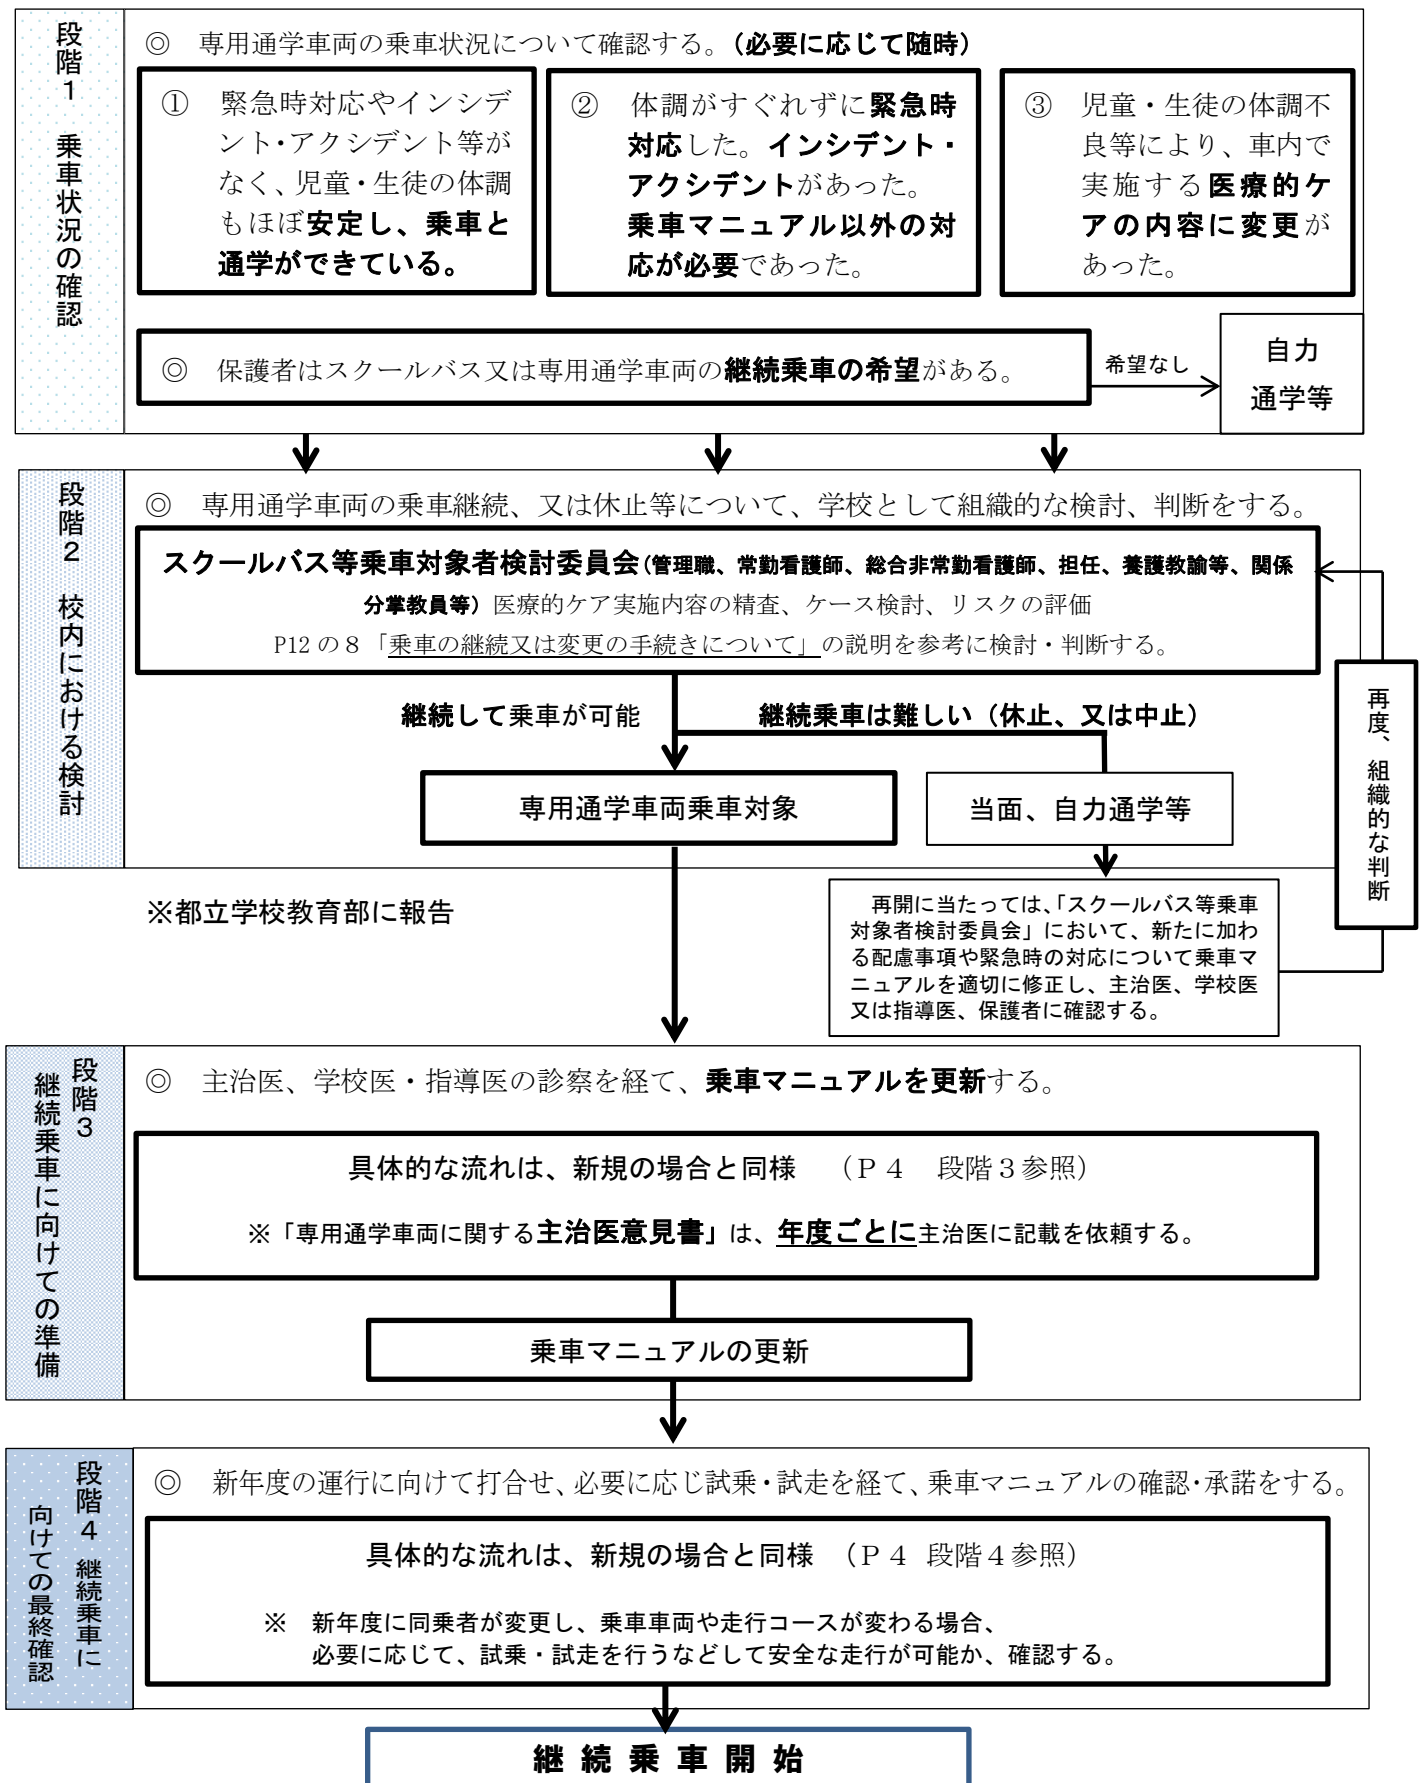 段階１ 乗車状況の確認
◎ 専用通学車両の乗車状況について確認する。（必要に応じて随時）
① 緊急時対応やインシデ
ント・アクシデント等が
なく、児童・生徒の体調
もほぼ安定し、乗車と
通学ができている。
② 体調がすぐれずに緊急時
対応した。インシデント・
アクシデントがあった。
乗車マニュアル以外の対
応が必要であった。
③ 児童・生徒の体調不
良等により、車内で
実施する医療的ケ
アの内容に変更が
あった。
◎ 保護者はスクールバス又は専用通学車両の継続乗車の希望がある。
希望なし
自力
通学等
段階２ 校内における検討
◎ 専用通学車両の乗車継続、又は休止等について、学校として組織的な検討、判断をする。
スクールバス等乗車対象者検討委員会（管理職、常勤看護師、総合非常勤看護師、担任、養護教諭等、関係
分掌教員等）医療的ケア実施内容の精査、ケース検討、リスクの評価
P12 の８「乗車の継続又は変更の手続きについて」の説明を参考に検討・判断する。
継続して乗車が可能
継続乗車は難しい（休止、又は中止）
専用通学車両乗車対象
当面、自力通学等
再度、組織的な判断
※都立学校教育部に報告
再開に当たっては、「スクールバス等乗車
対象者検討委員会」において、新たに加わ
る配慮事項や緊急時の対応について乗車マ
ニュアルを適切に修正し、主治医、学校医
又は指導医、保護者に確認する。
段階３
継続乗車に向けての準備
◎ 主治医、学校医・指導医の診察を経て、乗車マニュアルを更新する。
具体的な流れは、新規の場合と同様 （Ｐ４ 段階３参照）
※「専用通学車両に関する主治医意見書」は、年度ごとに主治医に記載を依頼する。
乗車マニュアルの更新
段階４ 継続乗車に
向けての最終確認
◎ 新年度の運行に向けて打合せ、必要に応じ試乗・試走を経て、乗車マニュアルの確認・承諾をする。
具体的な流れは、新規の場合と同様 （Ｐ４ 段階４参照）
※ 新年度に同乗者が変更し、乗車車両や走行コースが変わる場合、
必要に応じて、試乗・試走を行うなどして安全な走行が可能か、確認する。
継続乗車開始